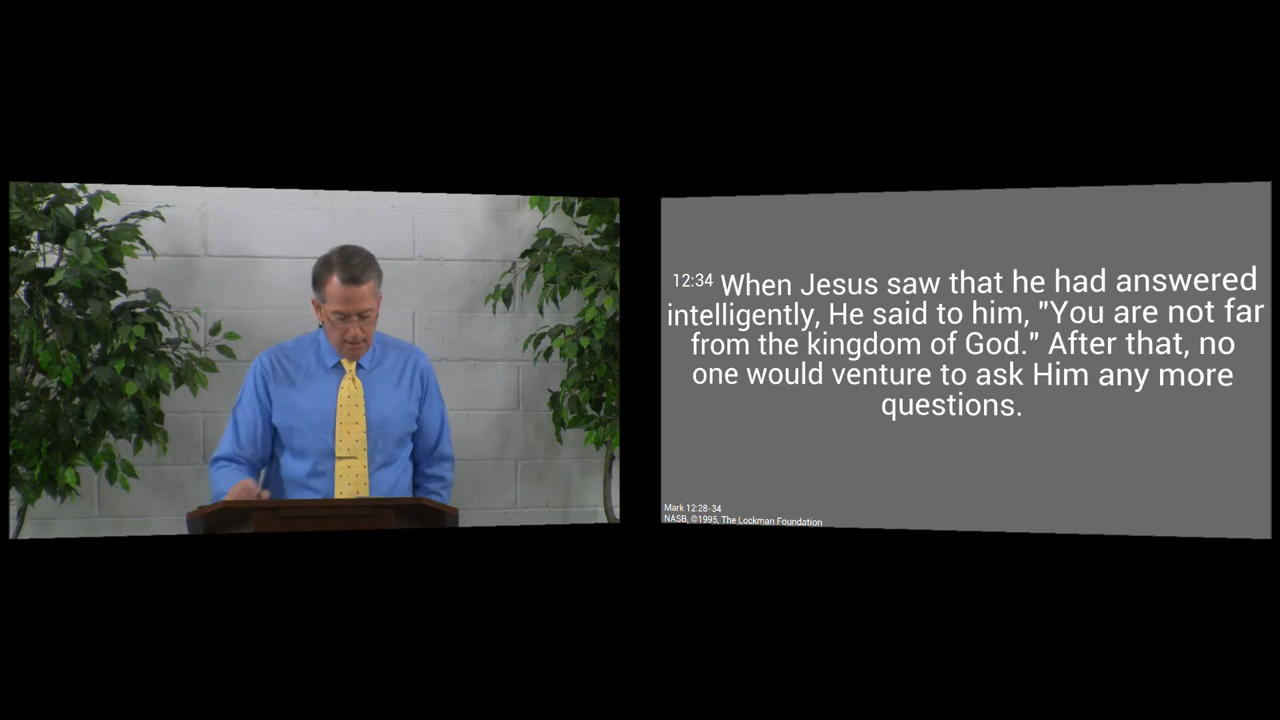 12:34 When Jesus saw that he had answered
intelligently, He said to him, "You are not far
from the kingdom of God." After that, no
one would venture to ask Him any more
questions.
Mark 12:28-34
NASB, ©1995, The Lockman Foundation